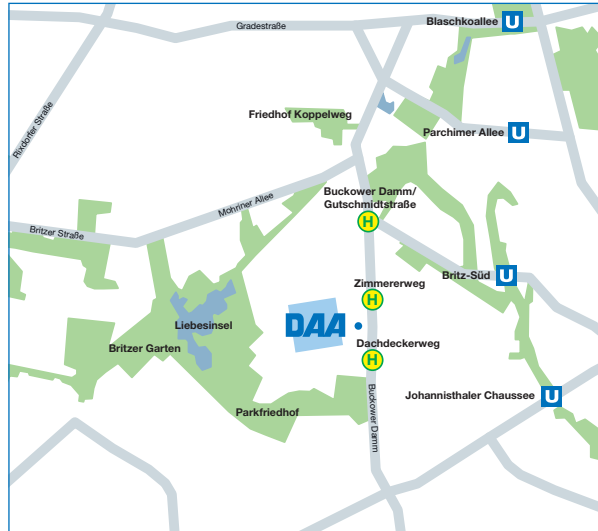 Blaschkoallee U
Gradestraße
Rixdorfer Straße
Friedhof Koppelweg
Parchimer Allee U
Mohriner Allee
Buckower Damm/
Gutschmidtstraße
H
Britzer Straße
Britz-Süd U
Zimmererweg
H
Liebesinsel
DAA
Britzer Garten
Dachdeckerweg
H
Johannisthaler Chaussee U
Parkfriedhof
Buckower Damm